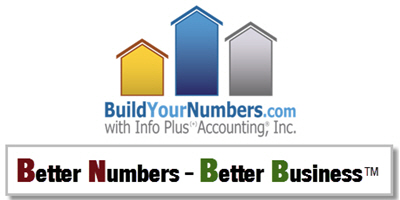 BuildYourNumbers.com
with Info Plus(+) Accounting, Inc.
Better Numbers - Better Business™